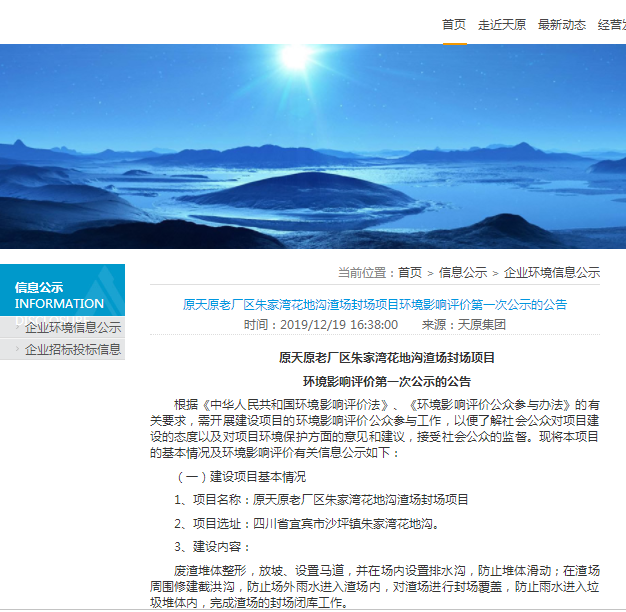 首页 走近天原 最新动态 经营发
信息公示
INFORMATION
企业环境信息公示
企业招标投标信息
当前位置：首页 > 信息公示 > 企业环境信息公示
原天原老厂区朱家湾花地沟渣场封场项目环境影响评价第一次公示的公告
时间：2019/12/19 16:38:00 来源：天原集团
原天原老厂区朱家湾花地沟渣场封场项目
环境影响评价第一次公示的公告
根据《中华人民共和国环境影响评价法》、《环境影响评价公众参与办法》的有
关要求，需开展建设项目的环境影响评价公众参与工作，以便了解社会公众对项目建
设的态度以及对项目环境保护方面的意见和建议，接受社会公众的监督。现将本项目
的基本情况及环境影响评价有关信息公示如下：
（一）建设项目基本情况
1、项目名称：原天原老厂区朱家湾花地沟渣场封场项目
2、项目选址：四川省宜宾市沙坪镇朱家湾花地沟。
3、建设内容：
废渣堆体整形，放坡、设置马道，并在场内设置排水沟，防止堆体滑动；在渣场
周围修建截洪沟，防止场外雨水进入渣场内，对渣场进行封场覆盖，防止雨水进入垃
圾堆体内，完成渣场的封场闭库工作。